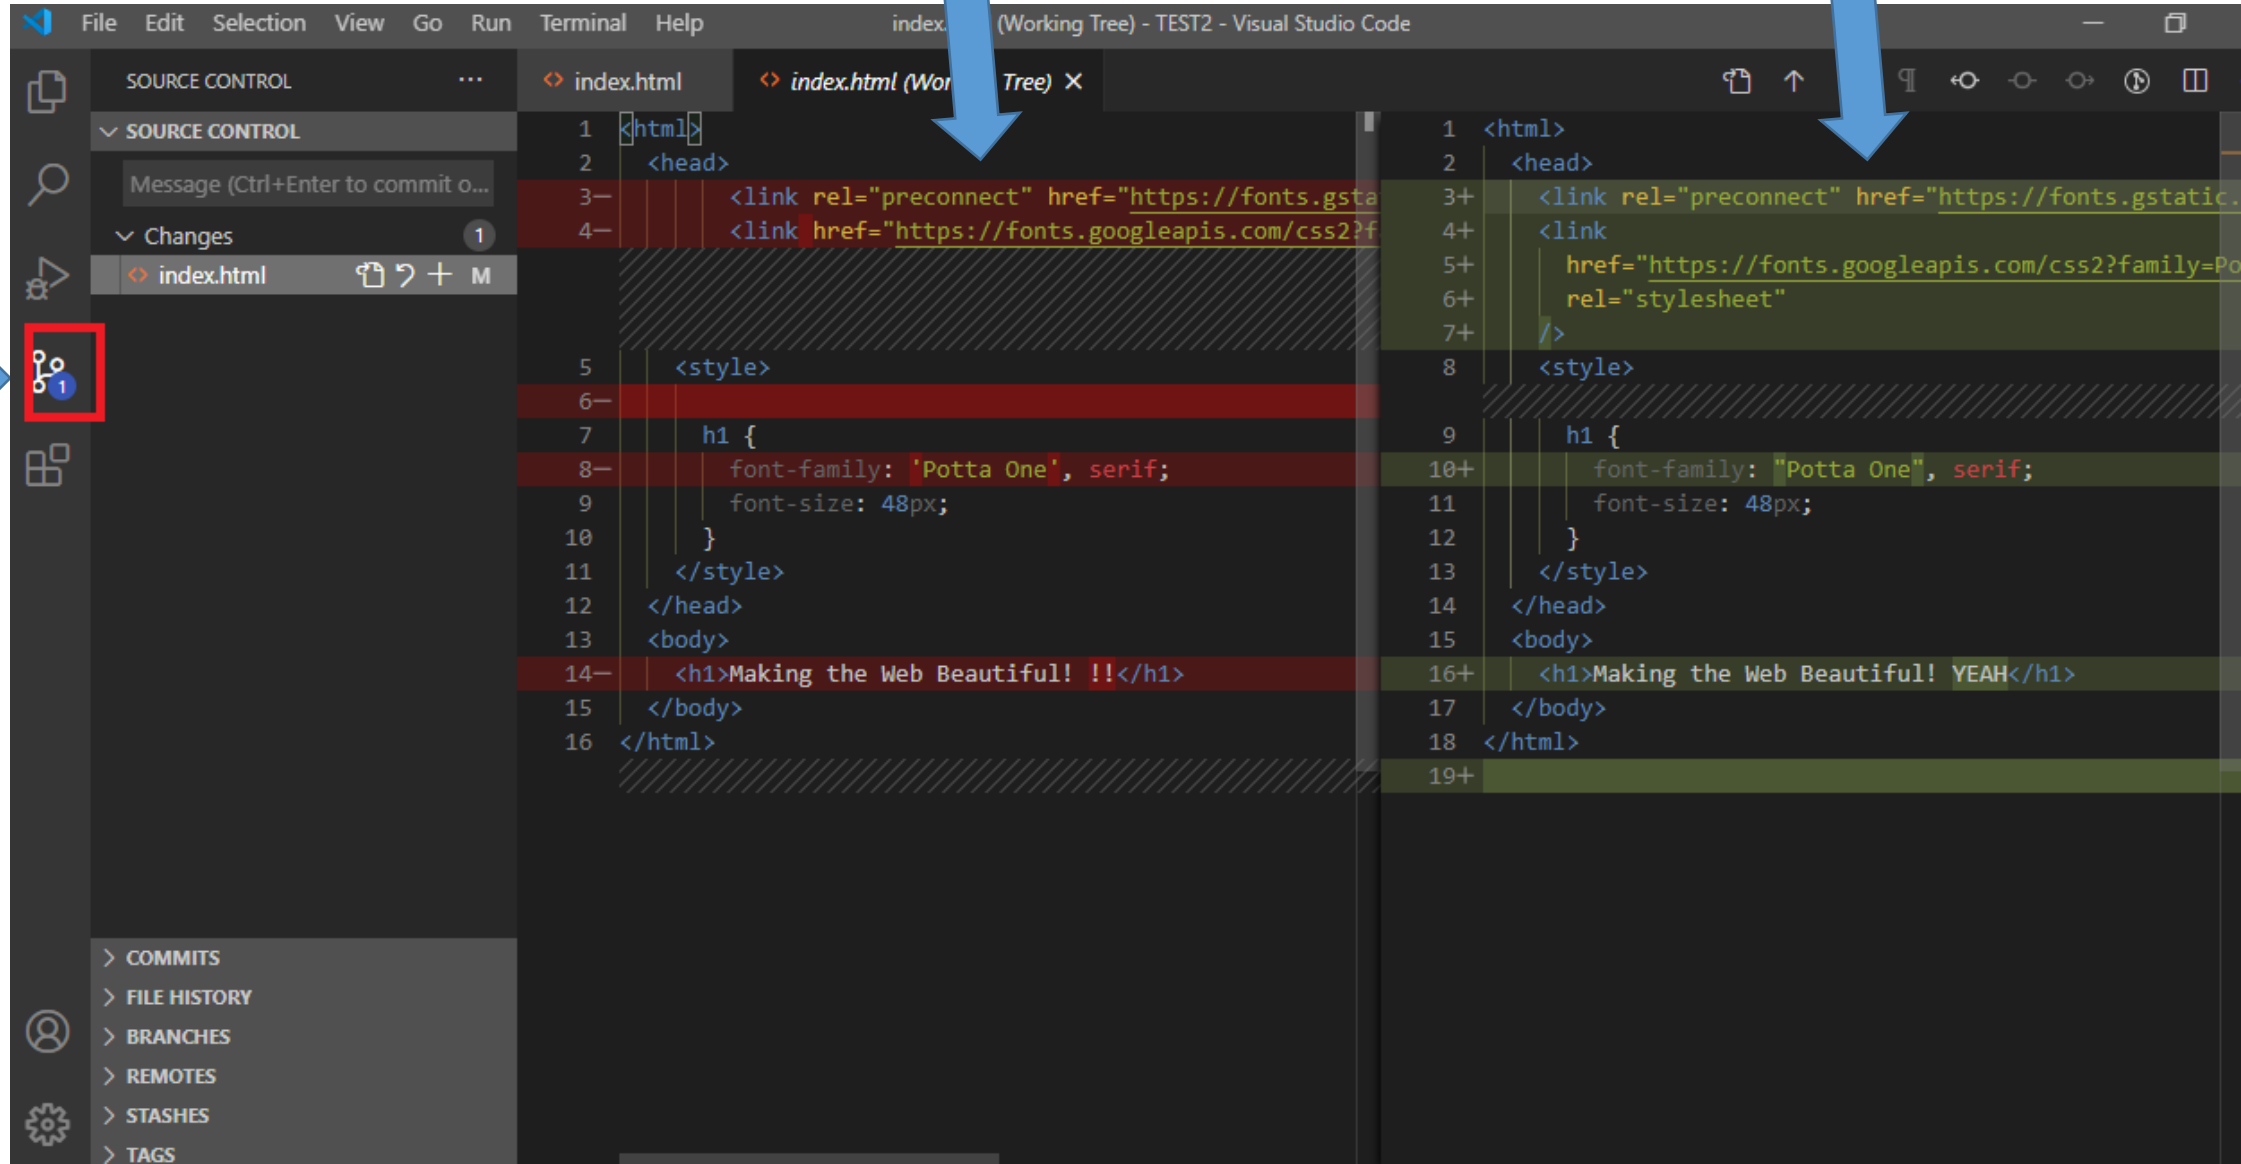 File Edit Selection View Go Run Terminal Help
index. (Working Tree) - TEST2 - Visual Studio Code
SOURCE CONTROL
index.html
index.html (Wor Tree)
SOURCE CONTROL
Message (Ctrl+Enter to commit o...
Changes 1
index.html M
1
1 <html>
2 <head>
3— <link rel="preconnect" href="https://fonts.gsta
4— <link href="https://fonts.googleapis.com/css2?f
5 <style>
6—
7 h1 {
8— font-family: 'Potta One', serif;
9 font-size: 48px;
10 }
11 </style>
12 </head>
13 <body>
14— <h1>Making the Web Beautiful! !!</h1>
15 </body>
16 </html>
1 <html>
2 <head>
3+ <link rel="preconnect" href="https://fonts.gstatic.
4+ <link
5+ href="https://fonts.googleapis.com/css2?family=Po
6+ rel="stylesheet"
7+ />
8 <style>
9 h1 {
10+ font-family: "Potta One", serif;
11 font-size: 48px;
12 }
13 </style>
14 </head>
15 <body>
16+ <h1>Making the Web Beautiful! YEAH</h1>
17 </body>
18 </html>
19+
COMMITS
FILE HISTORY
BRANCHES
REMOTES
STASHES
TAGS